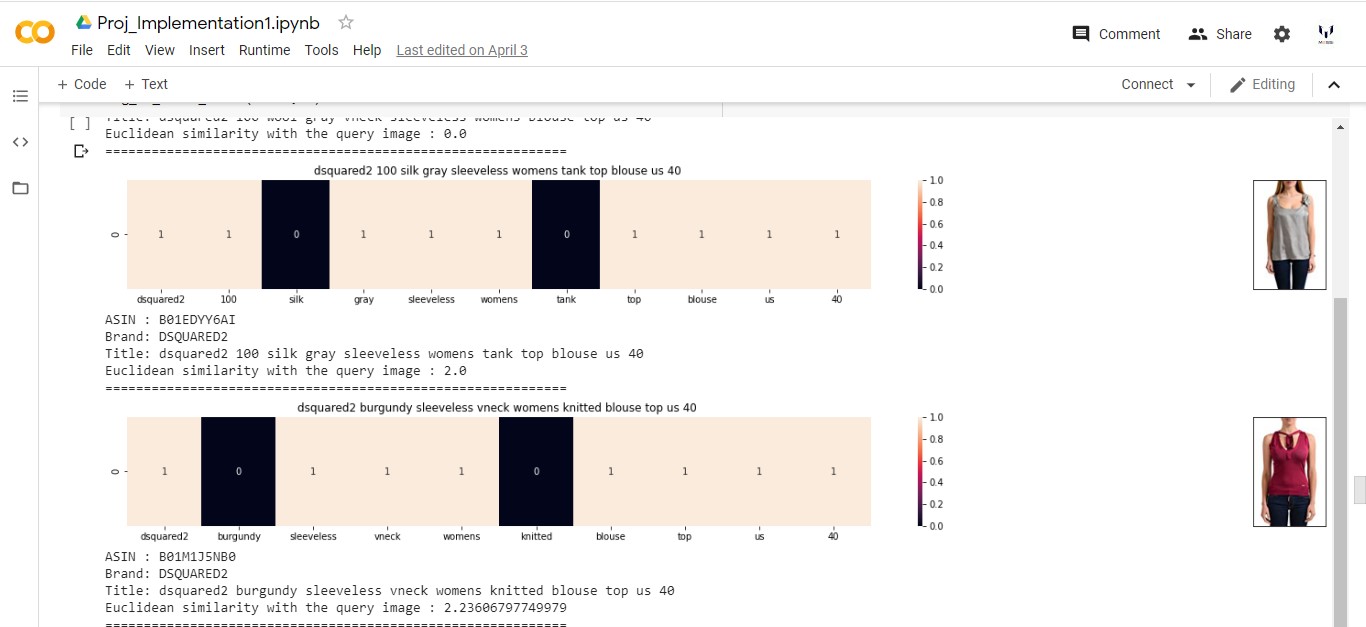 Proj_Implementation1.ipynb
File Edit View Insert Runtime Tools Help Last edited on April 3
Comment Share
+ Code + Text
Connect Editing
[ ] Title: dsquared2 100 wool gray vneck sleeveless womens blouse top us 40
Euclidean similarity with the query image : 0.0
============================================================
dsquared2 100 silk gray sleeveless womens tank top blouse us 40
0
1 1 0 1 1 1 0 1 1 1 1
dsquared2 100 silk gray sleeveless womens tank top blouse us 40
1.0
0.8
0.6
0.4
0.2
0.0
ASIN : B01EDYY6AI
Brand: DSQUARED2
Title: dsquared2 100 silk gray sleeveless womens tank top blouse us 40
Euclidean similarity with the query image : 2.0
============================================================
dsquared2 burgundy sleeveless vneck womens knitted blouse top us 40
0
1 0 1 1 1 0 1 1 1 1
dsquared2 burgundy sleeveless vneck womens knitted blouse top us 40
1.0
0.8
0.6
0.4
0.2
0.0
ASIN : B01M1J5NB0
Brand: DSQUARED2
Title: dsquared2 burgundy sleeveless vneck womens knitted blouse top us 40
Euclidean similarity with the query image : 2.23606797749979
============================================================